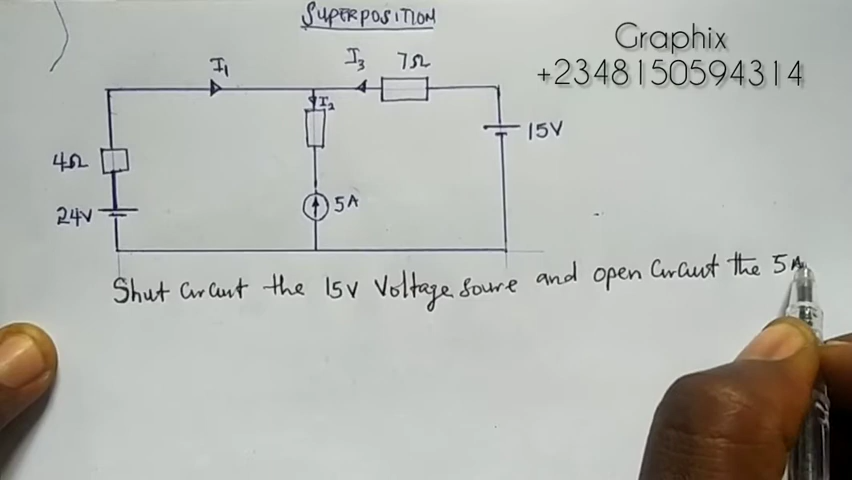 SUPERPOSITION
Graphix
+2348150594314
I1
I3
7Ω
I2
15V
4Ω
24V
5A
Shut circuit the 15V Voltage soure and open circuit the 5A